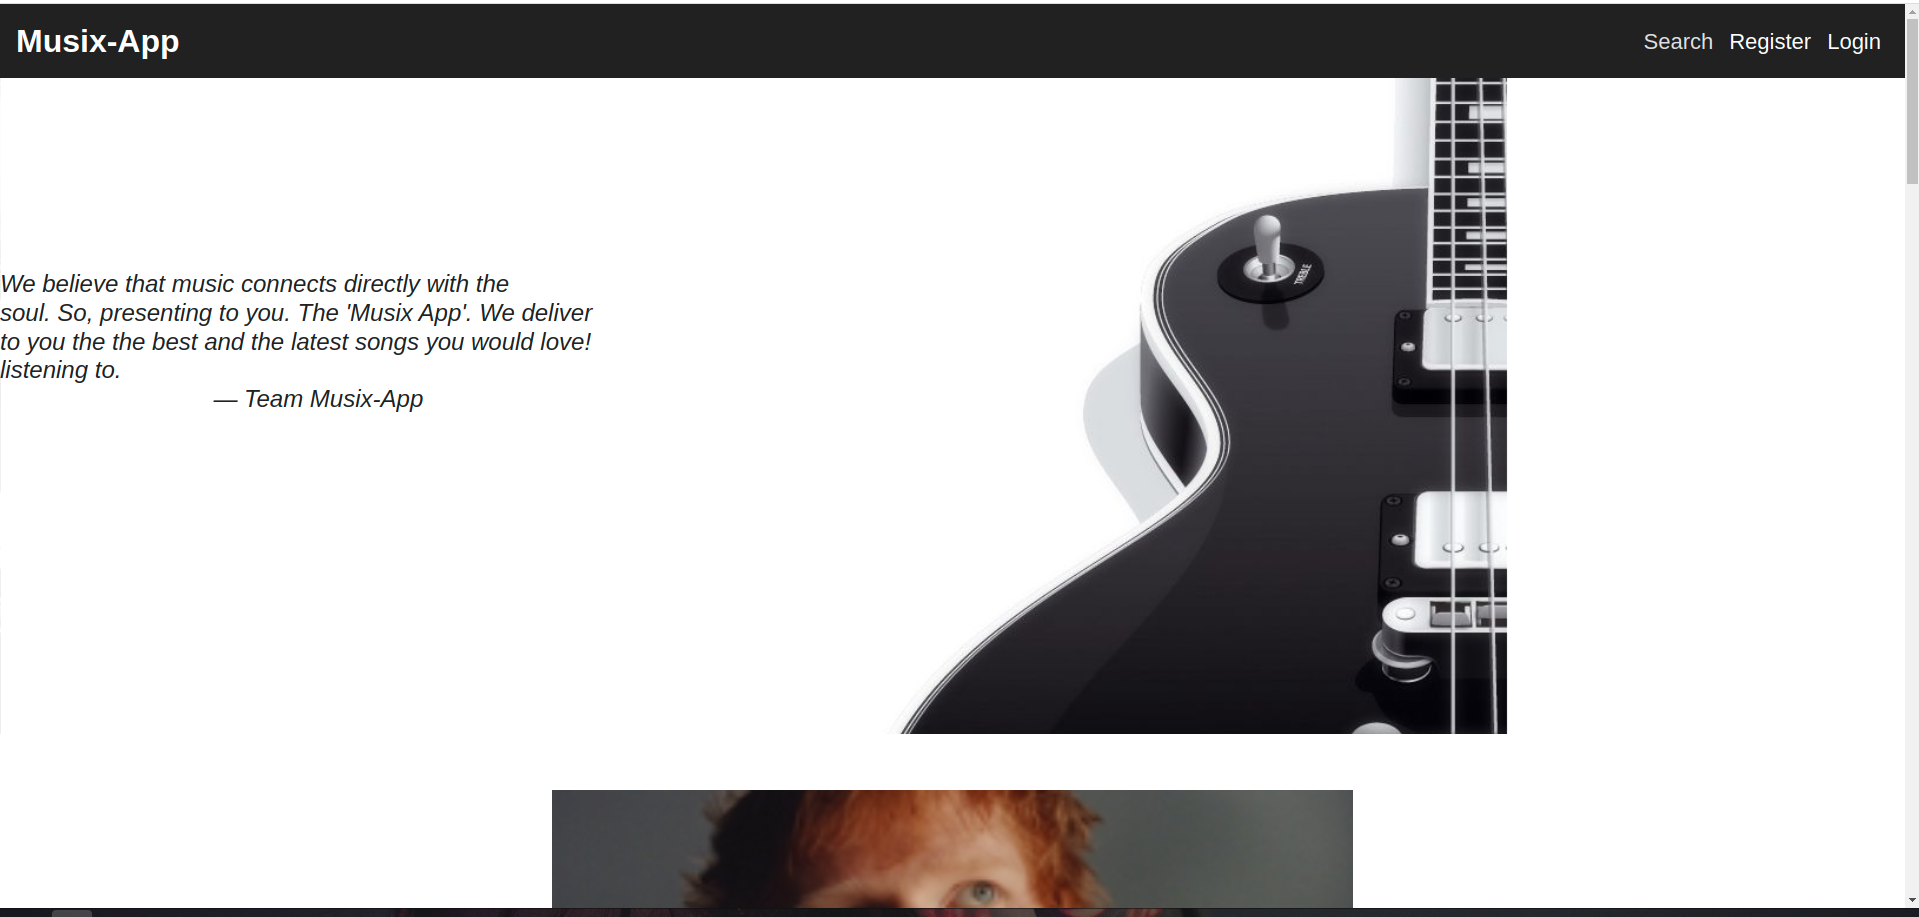 Musix-App
Search Register Login
We believe that music connects directly with the
soul. So, presenting to you. The 'Musix App'. We deliver
to you the the best and the latest songs you would love!
listening to.
— Team Musix-App
TREBLE